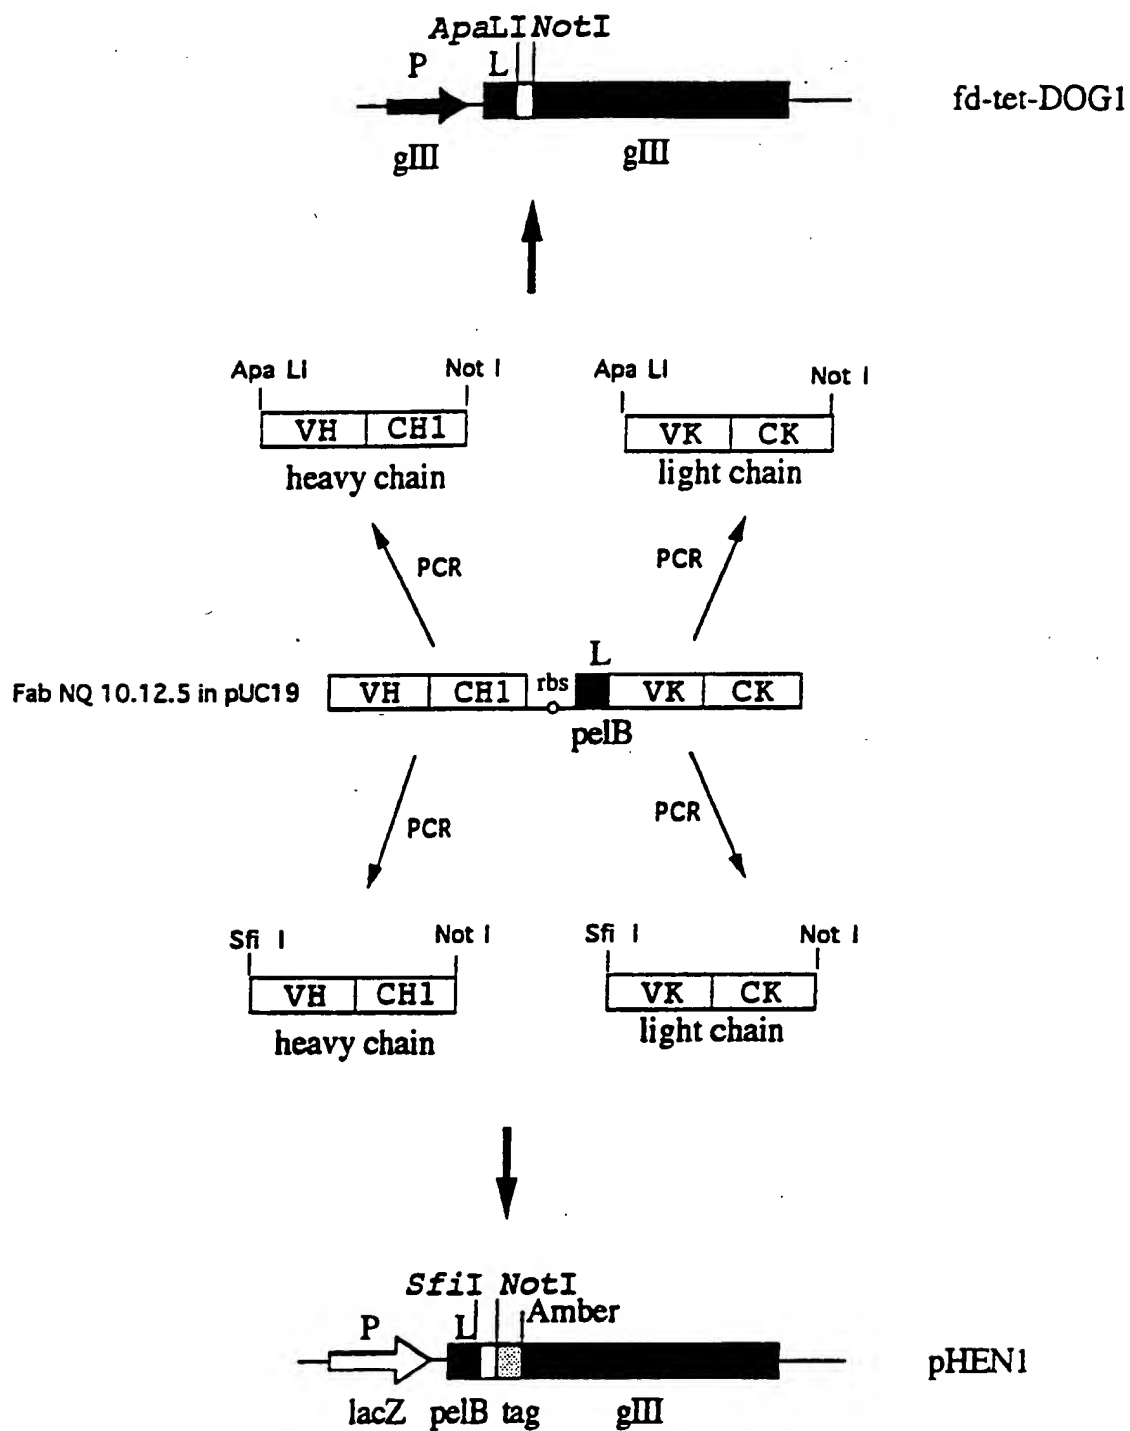 ApaLI NotI
P L
fd-tet-DOG1
gIII gIII
Apa LI Not I
VH CH1
heavy chain
Apa LI Not I
VK CK
light chain
PCR PCR
L
Fab NQ 10.12.5 in pUC19 VH CH1 rbs VK CK
pelB
PCR PCR
Sfi I Not I
VH CH1
heavy chain
Sfi I Not I
VK CK
light chain
SfiI NotI
Amber
P L
pHEN1
lacZ pelB tag gIII